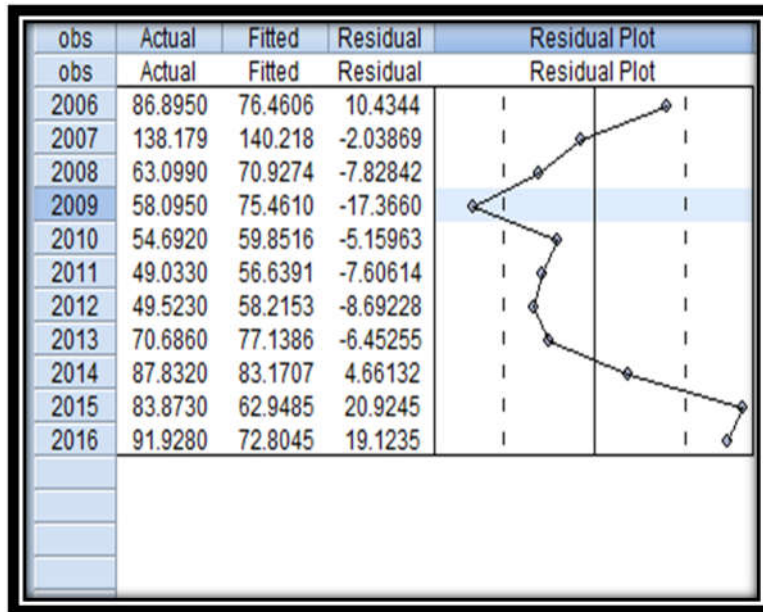 obs Actual Fitted Residual Residual Plot
obs Actual Fitted Residual Residual Plot
2006 86.8950 76.4606 10.4344
2007 138.179 140.218 -2.03869
2008 63.0990 70.9274 -7.82842
2009 58.0950 75.4610 -17.3660
2010 54.6920 59.8516 -5.15963
2011 49.0330 56.6391 -7.60614
2012 49.5230 58.2153 -8.69228
2013 70.6860 77.1386 -6.45255
2014 87.8320 83.1707 4.66132
2015 83.8730 62.9485 20.9245
2016 91.9280 72.8045 19.1235